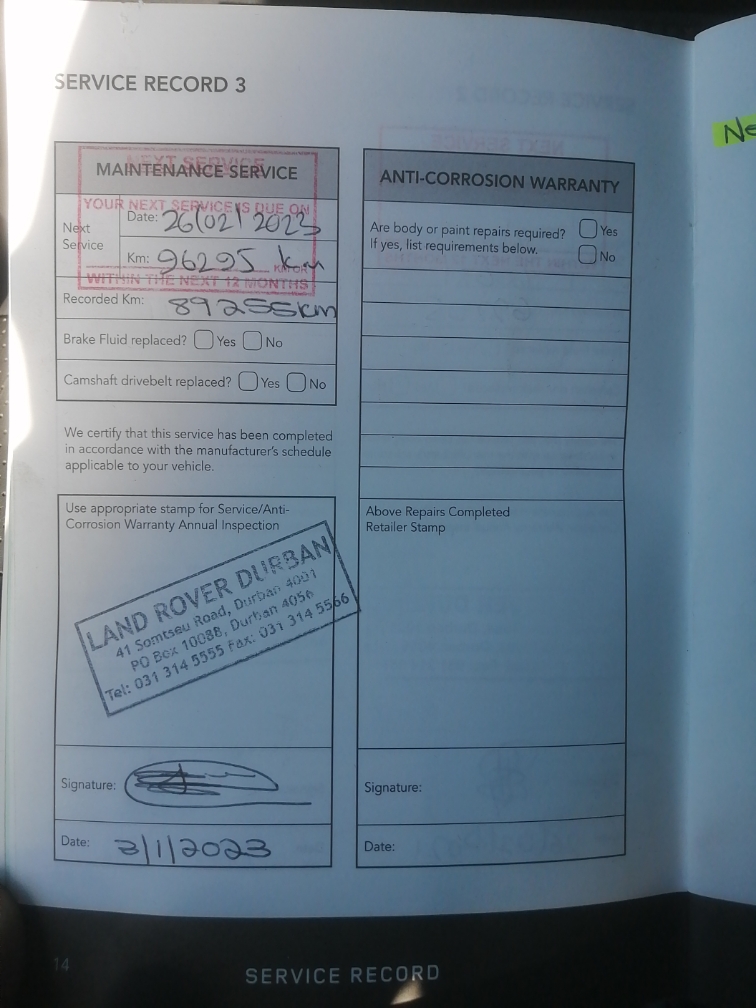 SERVICE RECORD 3
MAINTENANCE SERVICE
NEXT SERVICE
YOUR NEXT SERVICE IS DUE ON
Next Service
Date: 26/02/2023
Km: 96295 km
WITHIN THE NEXT 12 MONTHS
Recorded Km: 89255km
Brake Fluid replaced? Yes No
Camshaft drivebelt replaced? Yes No
We certify that this service has been completed
in accordance with the manufacturer's schedule
applicable to your vehicle.
Use appropriate stamp for Service/Anti-
Corrosion Warranty Annual Inspection
LAND ROVER DURBAN
41 Somtseu Road, Durban 4001
PO Box 10088, Durban 4056
Tel: 031 314 5555 Fax: 031 314 5566
Signature:
Date: 3/1/2023
ANTI-CORROSION WARRANTY
Are body or paint repairs required? Yes
If yes, list requirements below. No
Above Repairs Completed
Retailer Stamp
Signature:
Date:
14
SERVICE RECORD
Ne